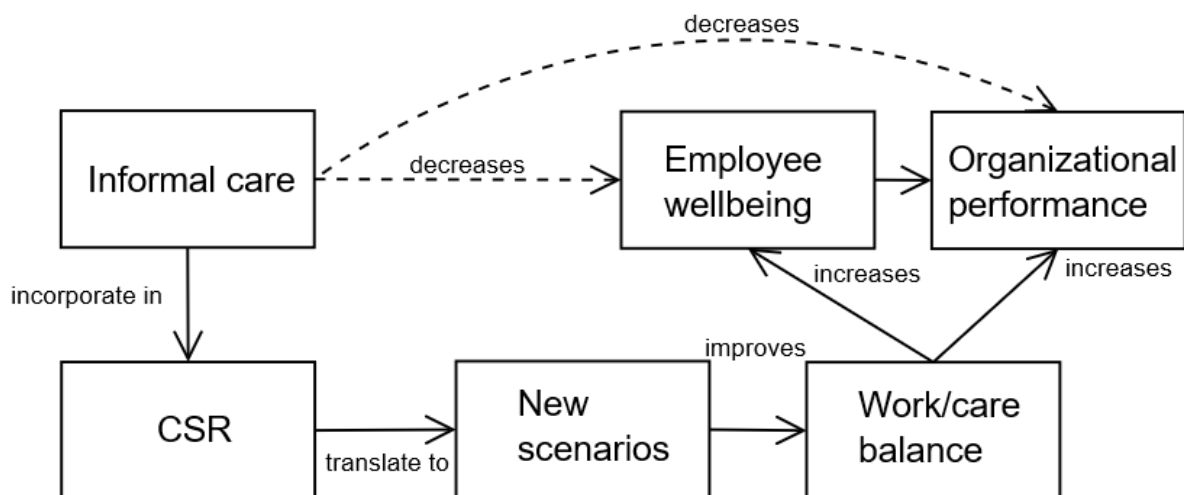 decreases
Informal care
decreases
Employee
wellbeing
Organizational
performance
incorporate in
increases
increases
CSR
translate to
New
scenarios
improves
Work/care
balance